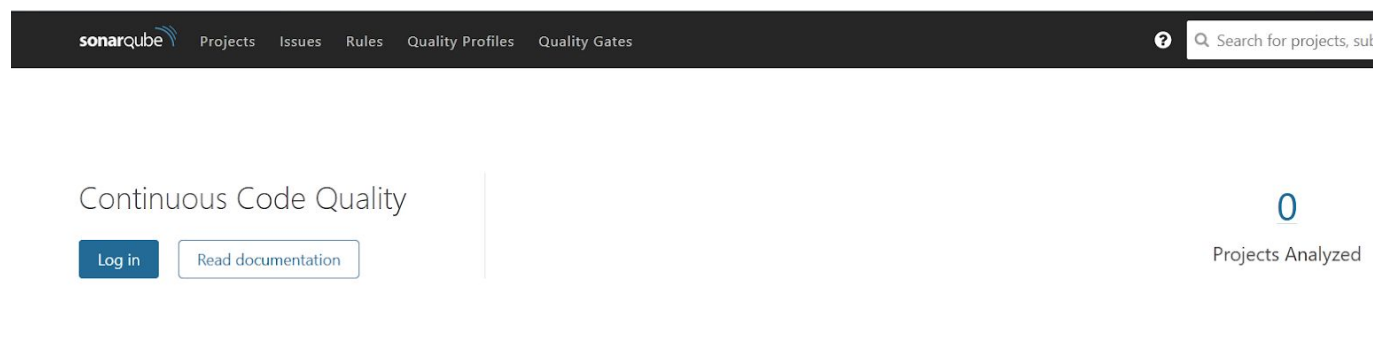 sonarqube Projects Issues Rules Quality Profiles Quality Gates ? Search for projects, sub
Continuous Code Quality
Log in Read documentation
0
Projects Analyzed